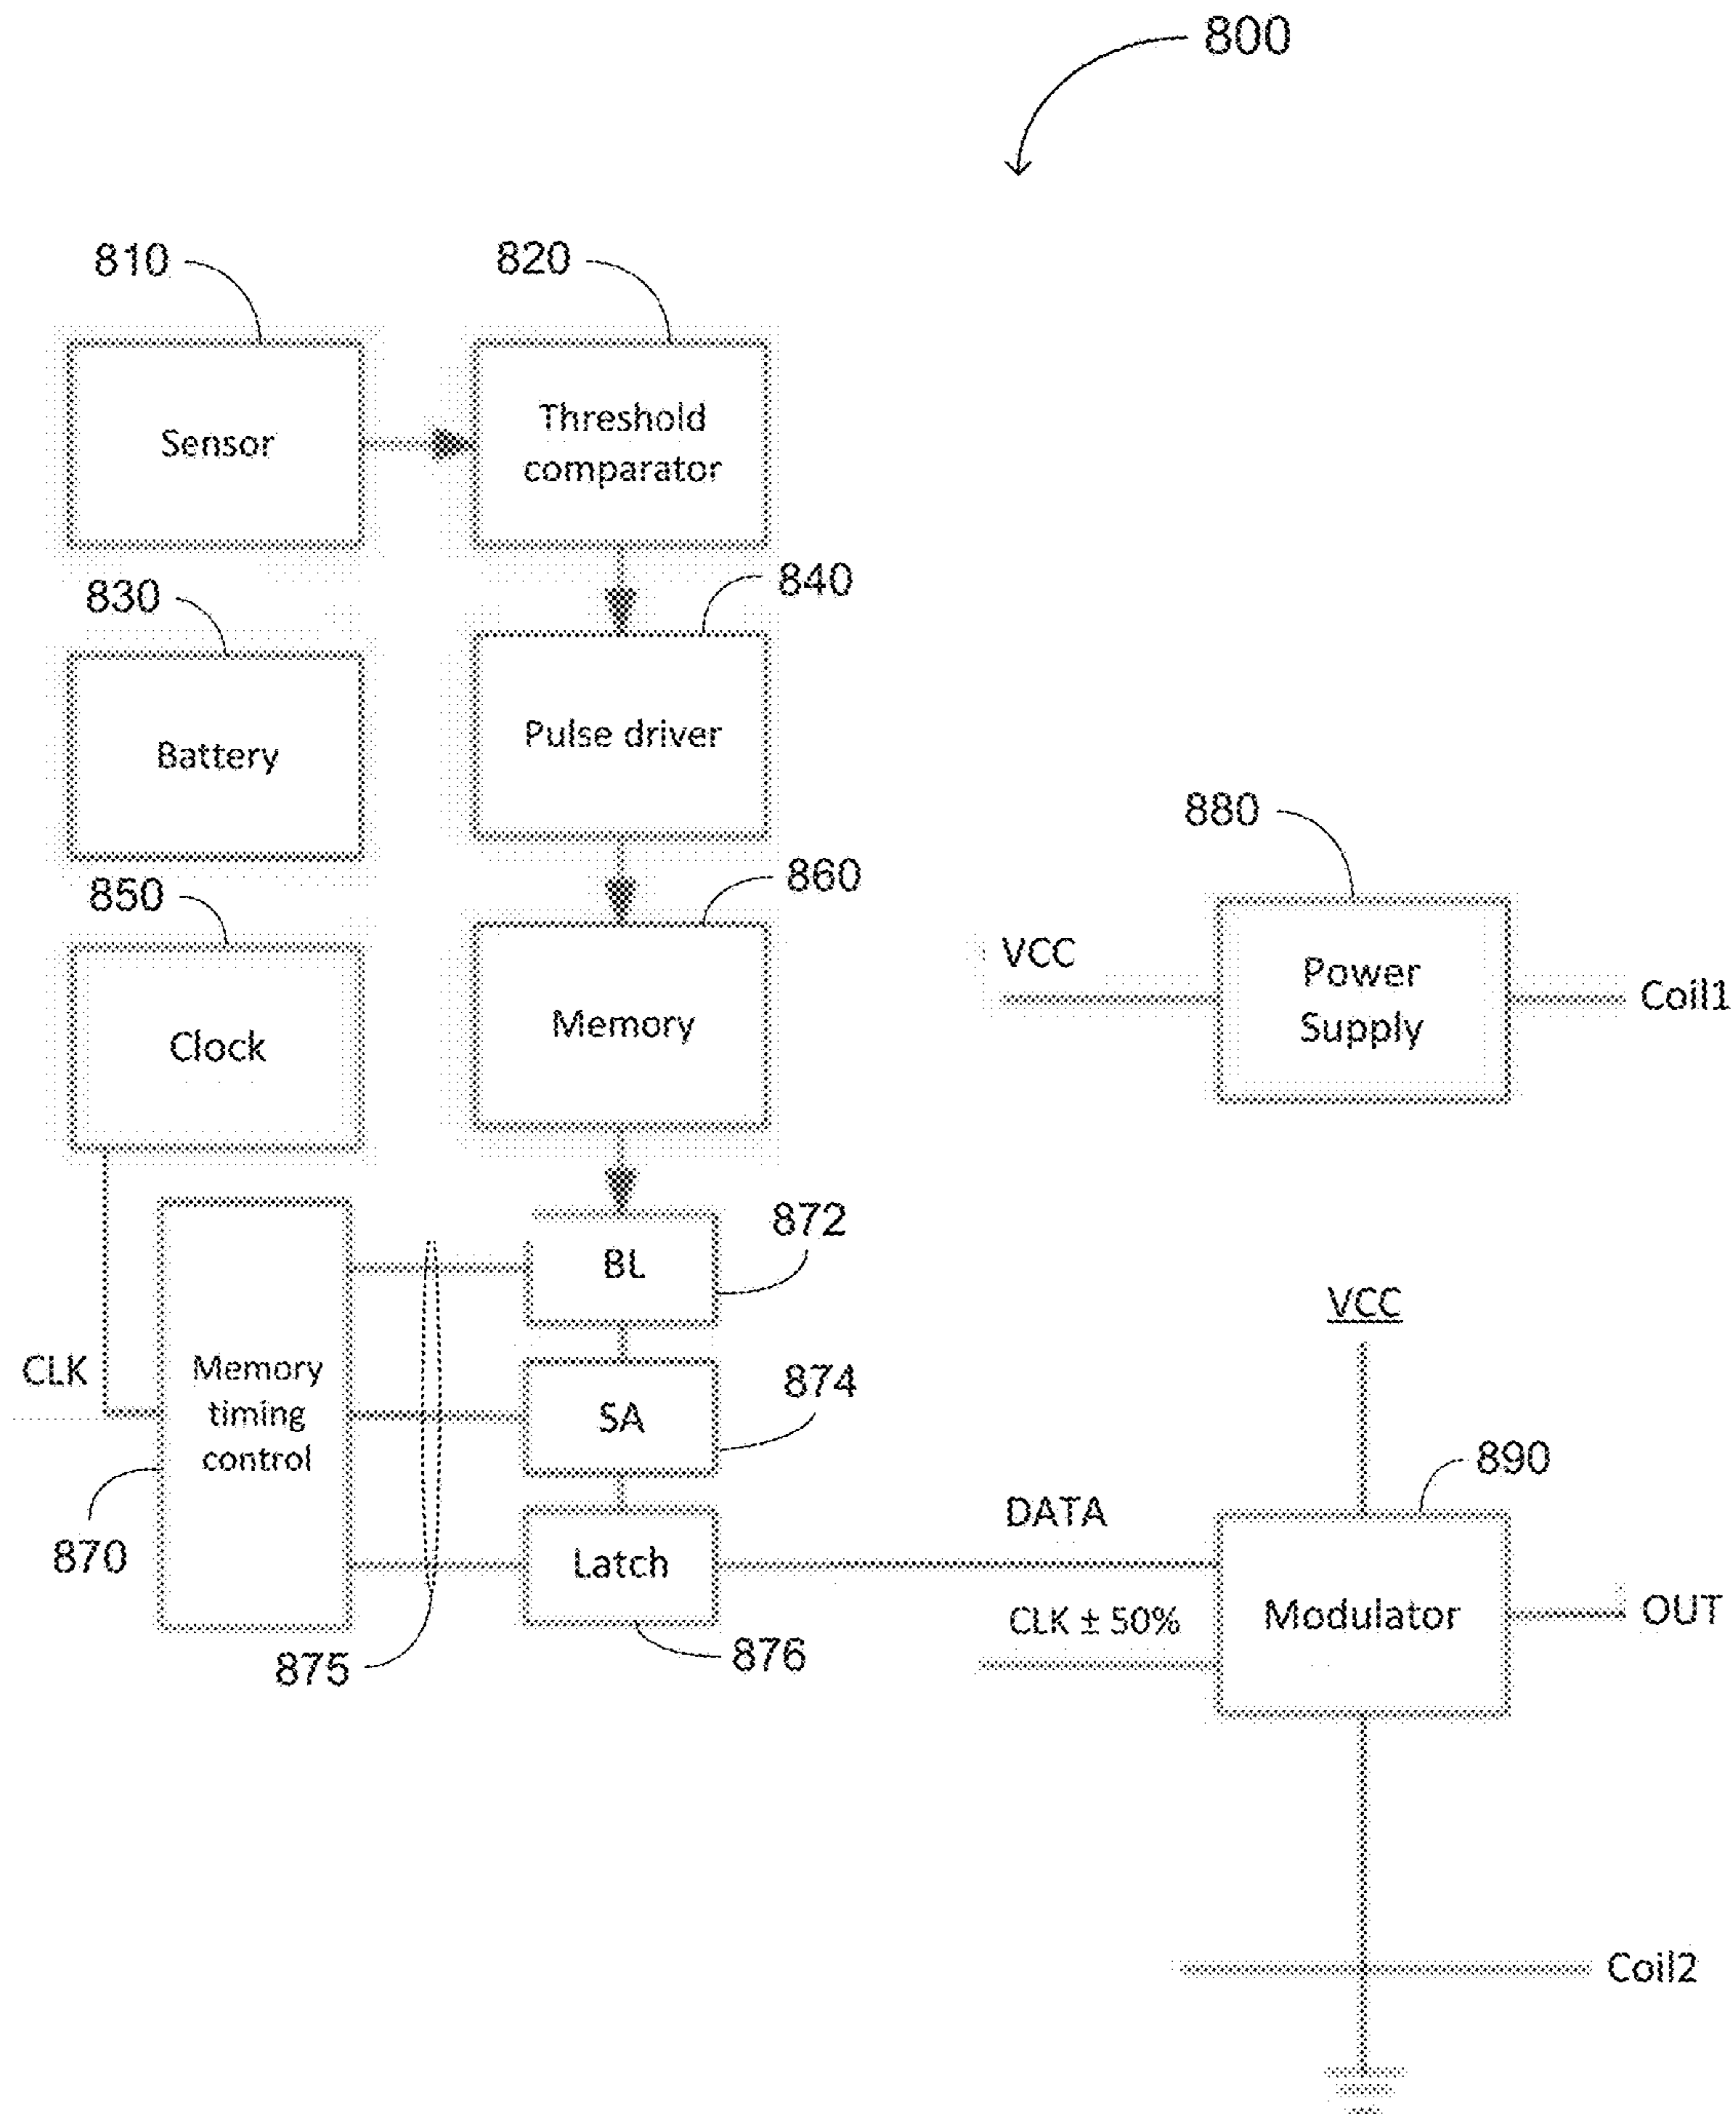 800
810
820
Sensor
Threshold
comparator
830
840
Battery
Pulse driver
850
860
880
Clock
Memory
VCC
Power
Supply
Coil1
872
BL
VCC
CLK
Memory
timing
control
SA
874
890
870
DATA
Latch
CLK ± 50%
Modulator
OUT
875
876
Coil2